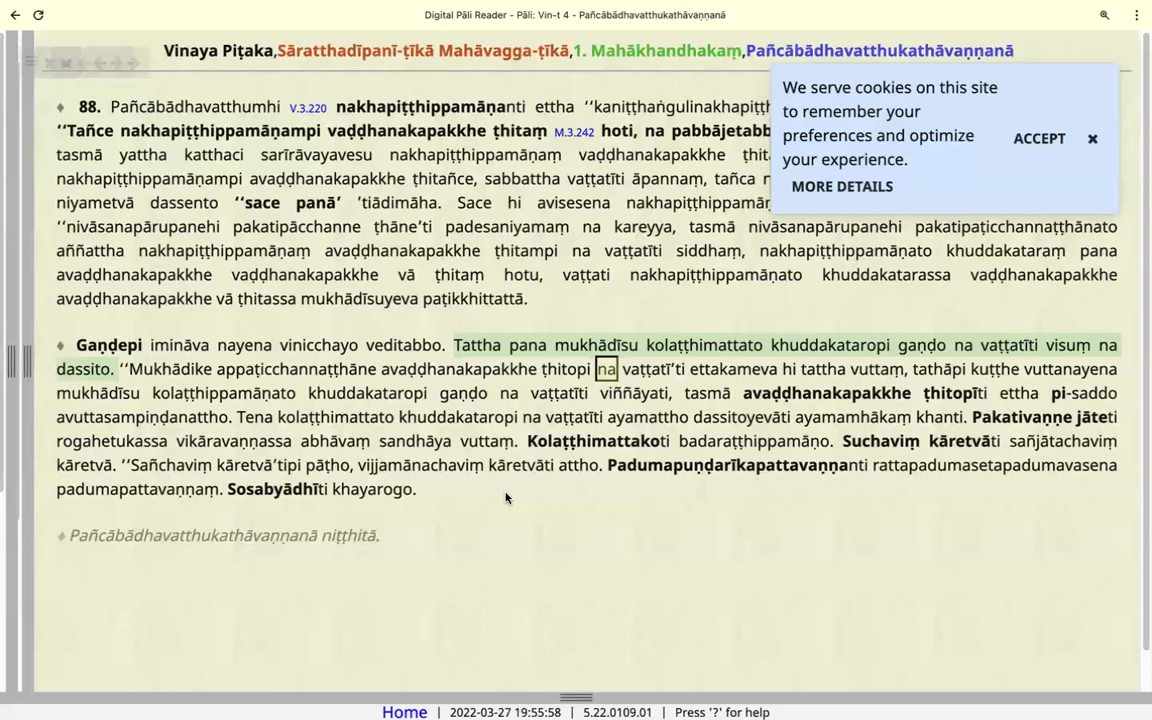 Digital Pāli Reader - Pāli: Vin-t 4 - Pañcābādhavatthukathāvaṇṇanā
Vinaya Piṭaka,Sāratthadīpanī-ṭīkā Mahāvagga-ṭīkā,1. Mahākhandhakaṃ,Pañcābādhavatthukathāvaṇṇanā
♦ 88. Pañcābādhavatthumhi V.3.220 nakhapiṭṭhippamāṇanti ettha ‘‘kaniṭṭhaṅgulinakhapiṭṭh
‘‘Tañce nakhapiṭṭhippamāṇampi vaḍḍhanakapakkhe ṭhitaṃ M.3.242 hoti, na pabbājetabb
tasmā yattha katthaci sarīrāvayavesu nakhapiṭṭhippamāṇaṃ vaḍḍhanakapakkhe ṭhita
nakhapiṭṭhippamāṇampi avaḍḍhanakapakkhe ṭhitañce, sabbattha vaṭṭatīti āpannaṃ, tañca n
niyametvā dassento ‘‘sace panā’ ’tiādimāha. Sace hi avisesena nakhapiṭṭhippamāṇ
‘‘nivāsanapārupanehi pakatipācchanne ṭhāne’ti padesaniyamaṃ na kareyya, tasmā nivāsanapārupanehi pakatipaṭicchannaṭṭhānato
aññattha nakhapiṭṭhippamāṇaṃ avaḍḍhanakapakkhe ṭhitampi na vaṭṭatīti siddhaṃ, nakhapiṭṭhippamāṇato khuddakataraṃ pana
avaḍḍhanakapakkhe vaḍḍhanakapakkhe vā ṭhitaṃ hotu, vaṭṭati nakhapiṭṭhippamāṇato khuddakatarassa vaḍḍhanakapakkhe
avaḍḍhanakapakkhe vā ṭhitassa mukhādīsuyeva paṭikkhittattā.
♦ Gaṇḍepi imināva nayena vinicchayo veditabbo. Tattha pana mukhādīsu kolaṭṭhimattato khuddakataropi gaṇḍo na vaṭṭatīti visuṃ na
dassito. ‘‘Mukhādike appaṭicchannaṭṭhāne avaḍḍhanakapakkhe ṭhitopi na vaṭṭatī’ti ettakameva hi tattha vuttaṃ, tathāpi kuṭṭhe vuttanayena
mukhādīsu kolaṭṭhippamāṇato khuddakataropi gaṇḍo na vaṭṭatīti viññāyati, tasmā avaḍḍhanakapakkhe ṭhitopīti ettha pi-saddo
avuttasampiṇḍanattho. Tena kolaṭṭhimattato khuddakataropi na vaṭṭatīti ayamattho dassitoyevāti ayamamhākaṃ khanti. Pakativaṇṇe jāteti
rogahetukassa vikāravaṇṇassa abhāvaṃ sandhāya vuttaṃ. Kolaṭṭhimattakoti badaraṭṭhippamāṇo. Suchaviṃ kāretvāti sañjātachaviṃ
kāretvā. ‘‘Sañchaviṃ kāretvā’tipi pāṭho, vijjamānachaviṃ kāretvāti attho. Padumapuṇḍarīkapattavaṇṇanti rattapadumasetapadumavasena
padumapattavaṇṇaṃ. Sosabyādhīti khayarogo.
♦ Pañcābādhavatthukathāvaṇṇanā niṭṭhitā.
We serve cookies on this site
to remember your
preferences and optimize
your experience.
MORE DETAILS
ACCEPT ×
Home | 2022-03-27 19:55:58 | 5.22.0109.01 | Press '?' for help